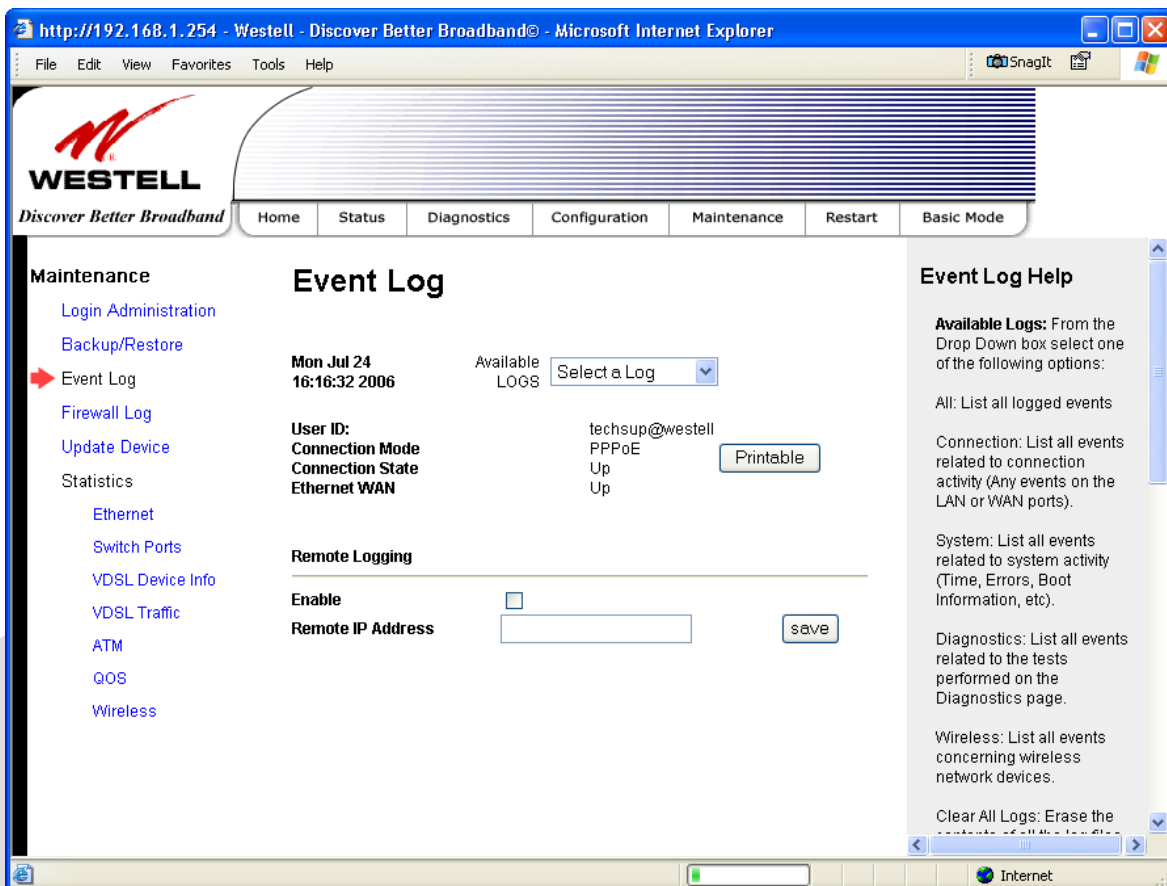 http://192.168.1.254 - Westell - Discover Better Broadband© - Microsoft Internet Explorer
File Edit View Favorites Tools Help
SnagIt
WESTELL
®
Discover Better Broadband
Home Status Diagnostics Configuration Maintenance Restart Basic Mode
Maintenance
Login Administration
Backup/Restore
Event Log
Firewall Log
Update Device
Statistics
Ethernet
Switch Ports
VDSL Device Info
VDSL Traffic
ATM
QOS
Wireless
Event Log
Mon Jul 24
16:16:32 2006
Available
LOGS
Select a Log
User ID: techsup@westell
Connection Mode PPPoE
Connection State Up
Ethernet WAN Up
Printable
Remote Logging
Enable
Remote IP Address
save
Event Log Help
Available Logs: From the
Drop Down box select one
of the following options:
All: List all logged events
Connection: List all events
related to connection
activity (Any events on the
LAN or WAN ports).
System: List all events
related to system activity
(Time, Errors, Boot
Information, etc).
Diagnostics: List all events
related to the tests
performed on the
Diagnostics page.
Wireless: List all events
concerning wireless
network devices.
Clear All Logs: Erase the
Internet